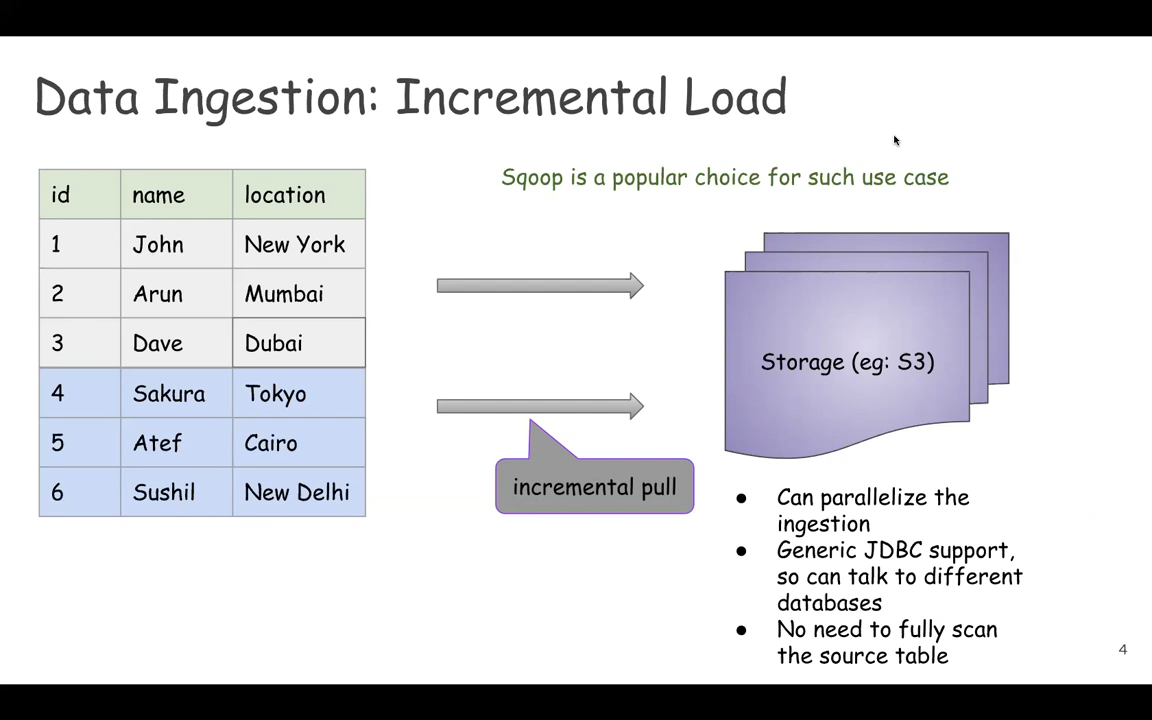 Data Ingestion: Incremental Load
Sqoop is a popular choice for such use case
id name location
1 John New York
2 Arun Mumbai
3 Dave Dubai
4 Sakura Tokyo
5 Atef Cairo
6 Sushil New Delhi
incremental pull
Storage (eg: S3)
● Can parallelize the
ingestion
● Generic JDBC support,
so can talk to different
databases
● No need to fully scan
the source table
4